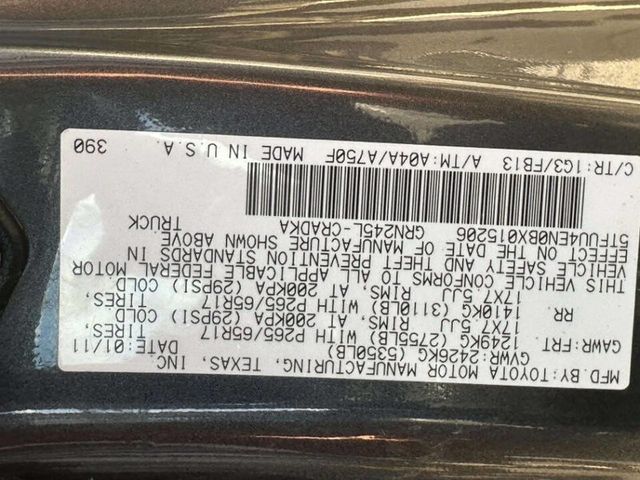 MFD. BY: TOYOTA MOTOR MANUFACTURING, TEXAS, INC.
DATE: 01/11
GVWR: 2426KG (5350LB)
GAWR: FRT. 1249KG (2755LB) WITH P265/65R17 TIRES,
17X7.5JJ RIMS, AT 200KPA (29PSI) COLD
RR 1410KG (3110LB) WITH P265/65R17 TIRES,
17X7.5JJ RIMS, AT 200KPA (29PSI) COLD
THIS VEHICLE CONFORMS TO ALL APPLICABLE FEDERAL MOTOR
VEHICLE SAFETY AND THEFT PREVENTION STANDARDS IN
EFFECT ON THE DATE OF MANUFACTURE SHOWN ABOVE.
5TFUU4EN0BX015206 GRN245L-CRADKA TRUCK
C/TR: 1G3/FB13 A/TM: A04A/A750F MADE IN U.S.A. 390